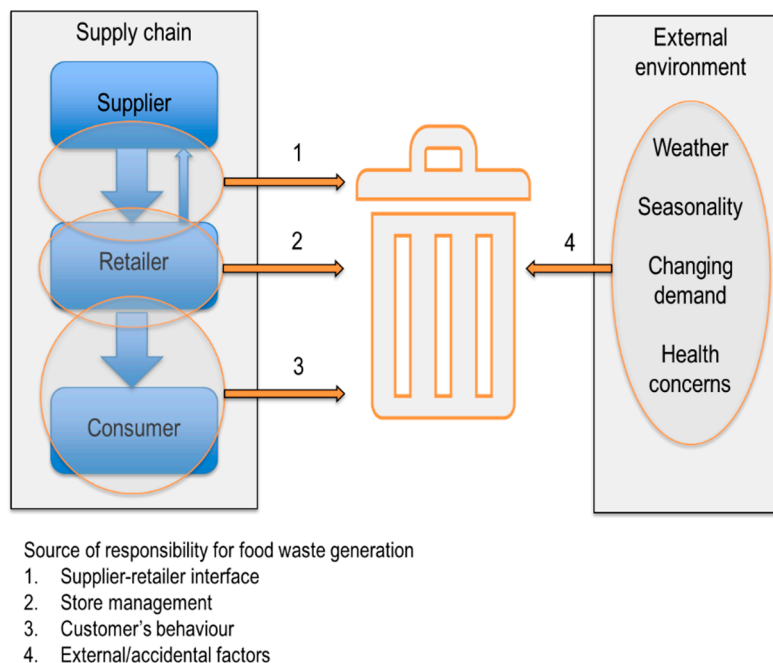 Supply chain
Supplier
Retailer
Consumer
1
2
3
4
External
environment
Weather
Seasonality
Changing
demand
Health
concerns
Source of responsibility for food waste generation
1. Supplier-retailer interface
2. Store management
3. Customer's behaviour
4. External/accidental factors